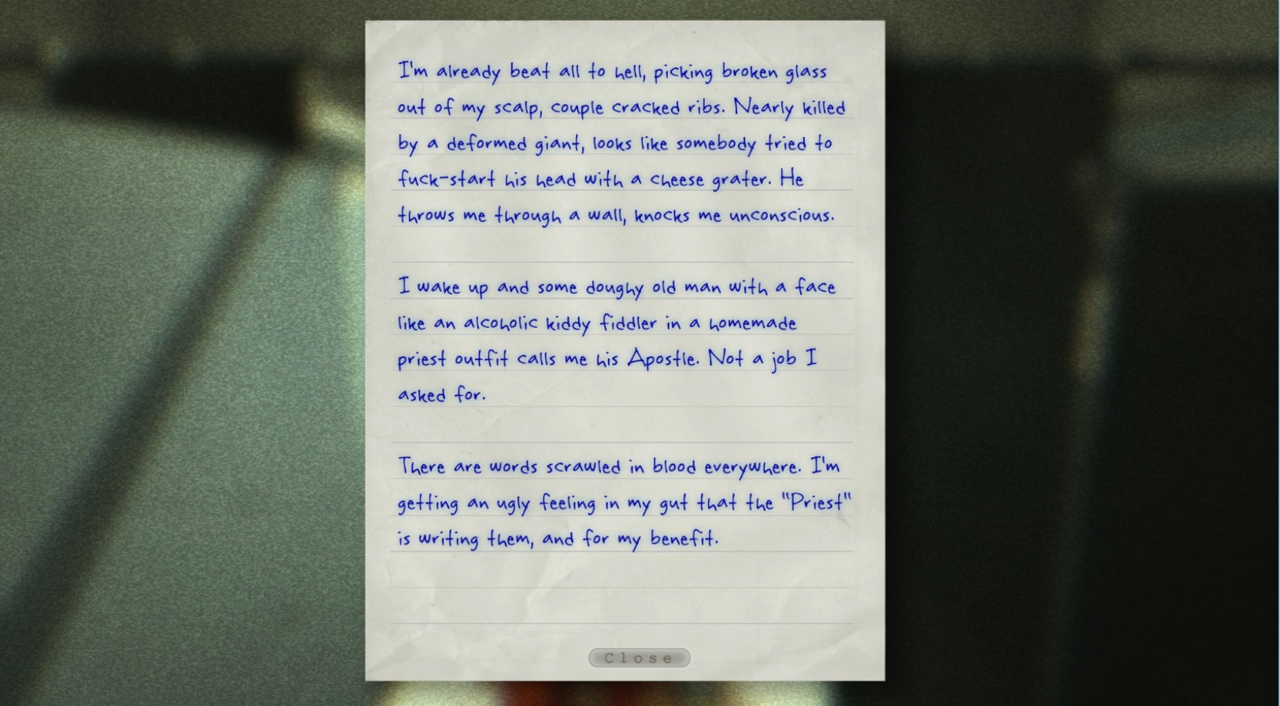 I'm already beat all to hell, picking broken glass
out of my scalp, couple cracked ribs. Nearly killed
by a deformed giant, looks like somebody tried to
fuck-start his head with a cheese grater. He
throws me through a wall, knocks me unconscious.
I wake up and some doughy old man with a face
like an alcoholic kiddy fiddler in a homemade
priest outfit calls me his Apostle. Not a job I
asked for.
There are words scrawled in blood everywhere. I'm
getting an ugly feeling in my gut that the "Priest"
is writing them, and for my benefit.
Close